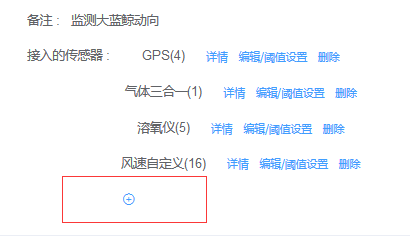 备注： 监测大蓝鲸动向
接入的传感器： GPS(4) 详情 编辑/阈值设置 删除
气体三合一(1) 详情 编辑/阈值设置 删除
溶氧仪(5) 详情 编辑/阈值设置 删除
风速自定义(16) 详情 编辑/阈值设置 删除